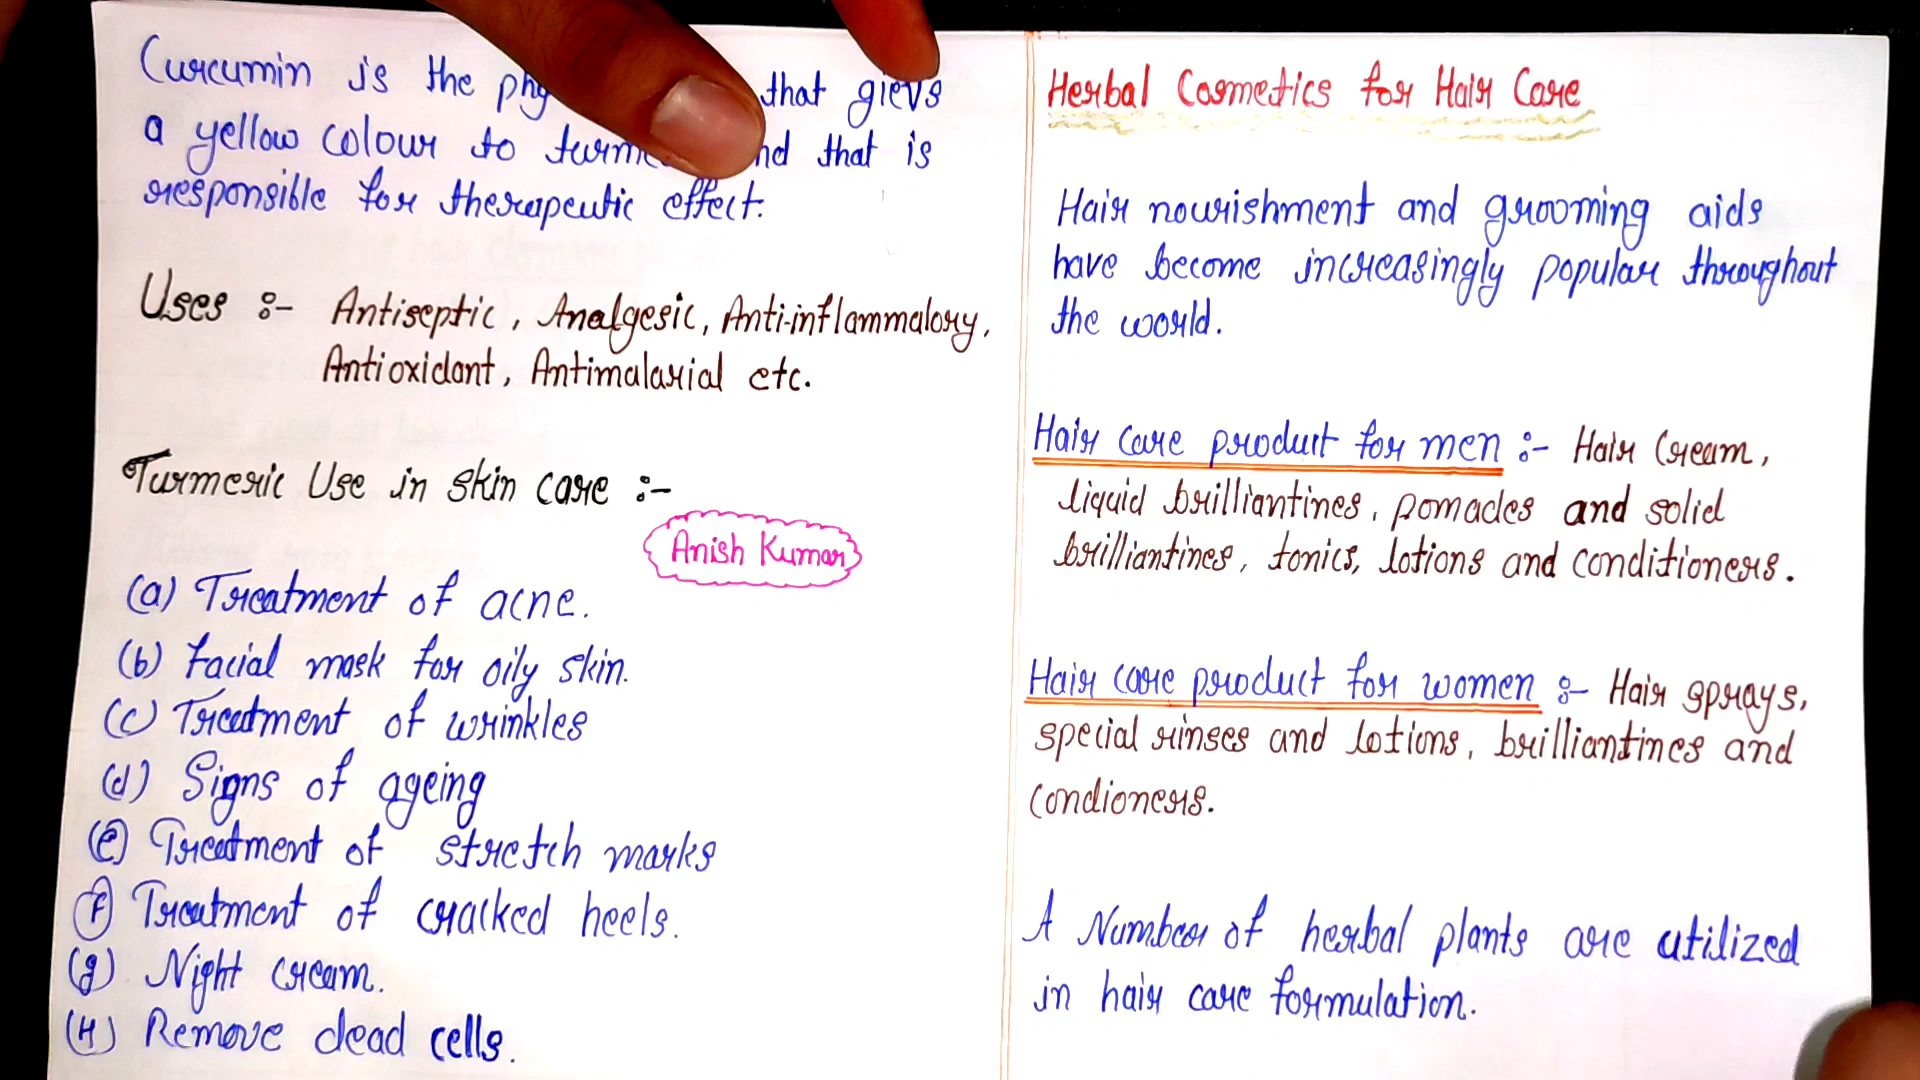 Curcumin is the that gievs
a yellow colour to that is
responsible for therapeutic effect.
Uses :- Antiseptic, Analgesic, Anti-inflammalory,
Antioxidant, Antimalarial etc.
Turmeric Use in skin care :-
Anish Kumar
(a) Treatment of acne.
(b) Facial mask for oily skin.
(c) Treatment of wrinkles
(d) Signs of ageing
(e) Treatment of stretch marks
(f) Treatment of cracked heels.
(g) Night cream.
(H) Remove dead cells.
Herbal Cosmetics for Hair Care
Hair nourishment and grooming aids
have become increasingly popular throughout
the world.
Hair care product for men :- Hair Cream,
liquid brilliantines, pomades and solid
brilliantines, tonics, lotions and conditioners.
Hair care product for women :- Hair sprays,
special rinses and lotions, brilliantines and
Condioners.
A Number of herbal plants are utilized
in hair care formulation.